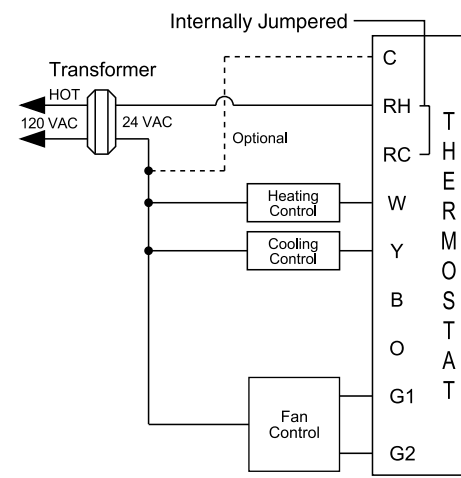 Internally Jumpered
C
Transformer
HOT
RH
120 VAC
24 VAC
Optional
RC
THERMOSTAT
Heating
Control
W
Cooling
Control
Y
B
O
G1
Fan
Control
G2